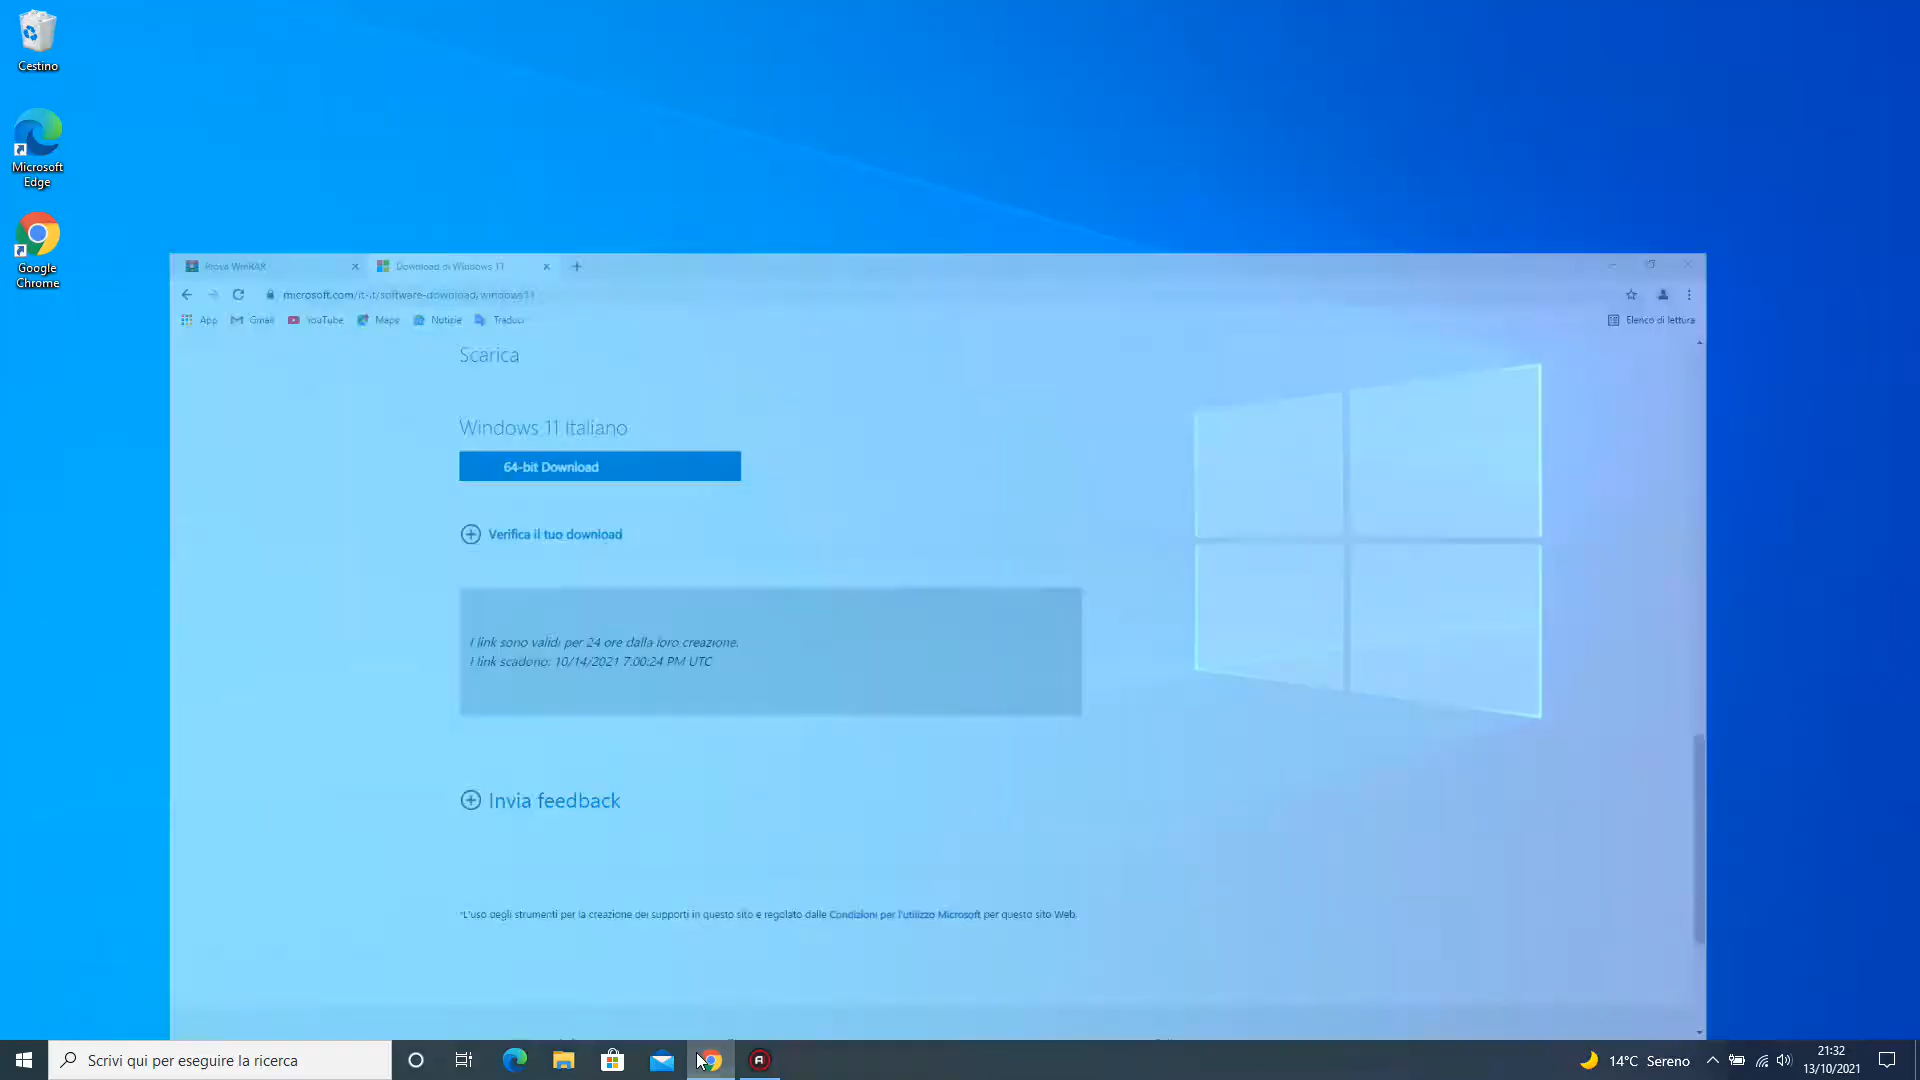 Cestino
Microsoft
Edge
Google
Chrome
Prova WinRAR
Download di Windows 11
microsoft.com/it-it/software-download/windows11
App
Gmail
YouTube
Maps
Notizie
Traduci
Elenco di lettura
Scarica
Windows 11 Italiano
64-bit Download
Verifica il tuo download
I link sono validi per 24 ore dalla loro creazione.
I link scadono: 10/14/2021 7:00:24 PM UTC
Invia feedback
*L'uso degli strumenti per la creazione dei supporti in questo sito è regolato dalle Condizioni per l'utilizzo Microsoft per questo sito Web.
Scrivi qui per eseguire la ricerca
14°C Sereno
21:32
13/10/2021